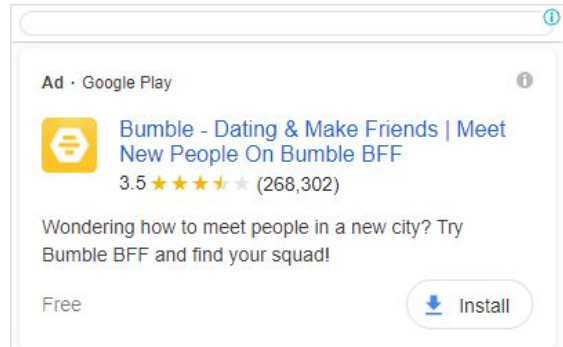 Ad · Google Play
Bumble - Dating & Make Friends | Meet
New People On Bumble BFF
3.5 ★★★★★ (268,302)
Wondering how to meet people in a new city? Try
Bumble BFF and find your squad!
Free
Install